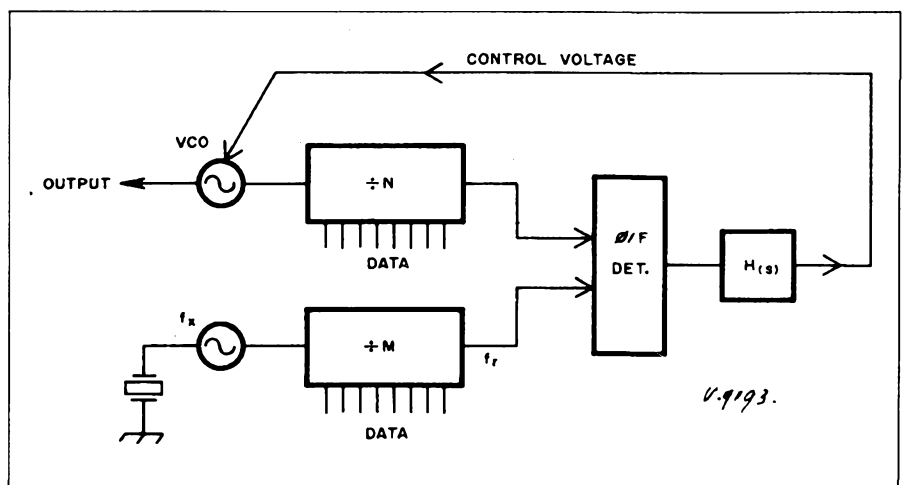 CONTROL VOLTAGE
VCO
OUTPUT
÷N
DATA
Ø/F
DET.
H(s)
fx
÷M
fr
DATA
V.9193.